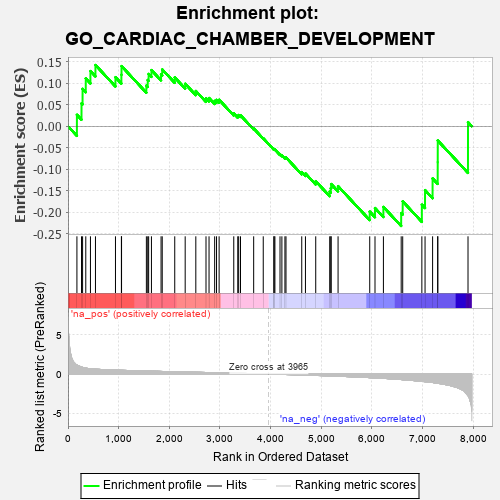 Enrichment plot:
GO_CARDIAC_CHAMBER_DEVELOPMENT
Enrichment score (ES)
0.15
0.10
0.05
0.00
-0.05
-0.10
-0.15
-0.20
-0.25
'na_pos' (positively correlated)
Ranked list metric (PreRanked)
5
0
-5
Zero cross at 3965
'na_neg' (negatively correlated)
0
1,000
2,000
3,000
4,000
5,000
6,000
7,000
8,000
Rank in Ordered Dataset
Enrichment profile
Hits
Ranking metric scores